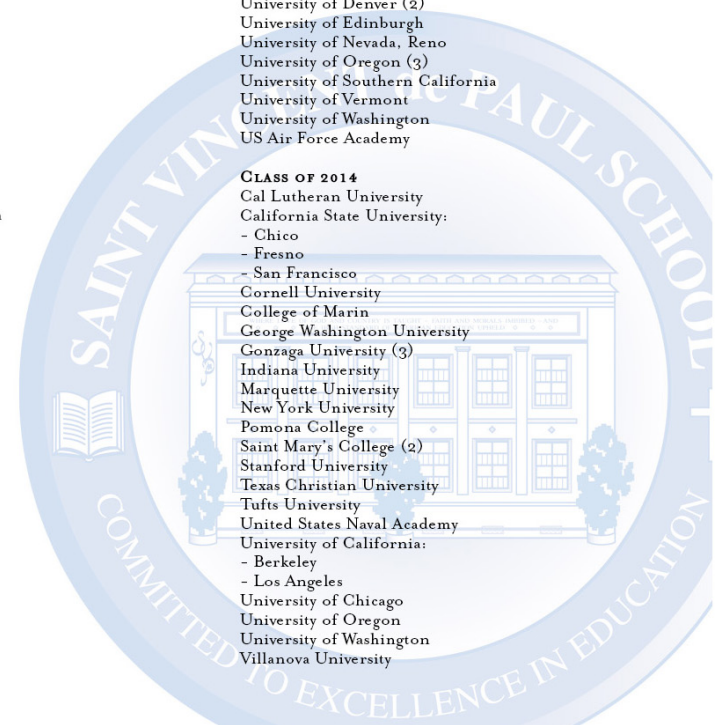 University of Denver (2)
University of Edinburgh
University of Nevada, Reno
University of Oregon (3)
University of Southern California
University of Vermont
University of Washington
US Air Force Academy
CLASS OF 2014
Cal Lutheran University
California State University:
- Chico
- Fresno
- San Francisco
Cornell University
College of Marin
George Washington University
Gonzaga University (3)
Indiana University
Marquette University
New York University
Pomona College
Saint Mary's College (2)
Stanford University
Texas Christian University
Tufts University
United States Naval Academy
University of California:
- Berkeley
- Los Angeles
University of Chicago
University of Oregon
University of Washington
Villanova University
SAINT VINCENT de PAUL SCHOOL
COMMITTED TO EXCELLENCE IN EDUCATION